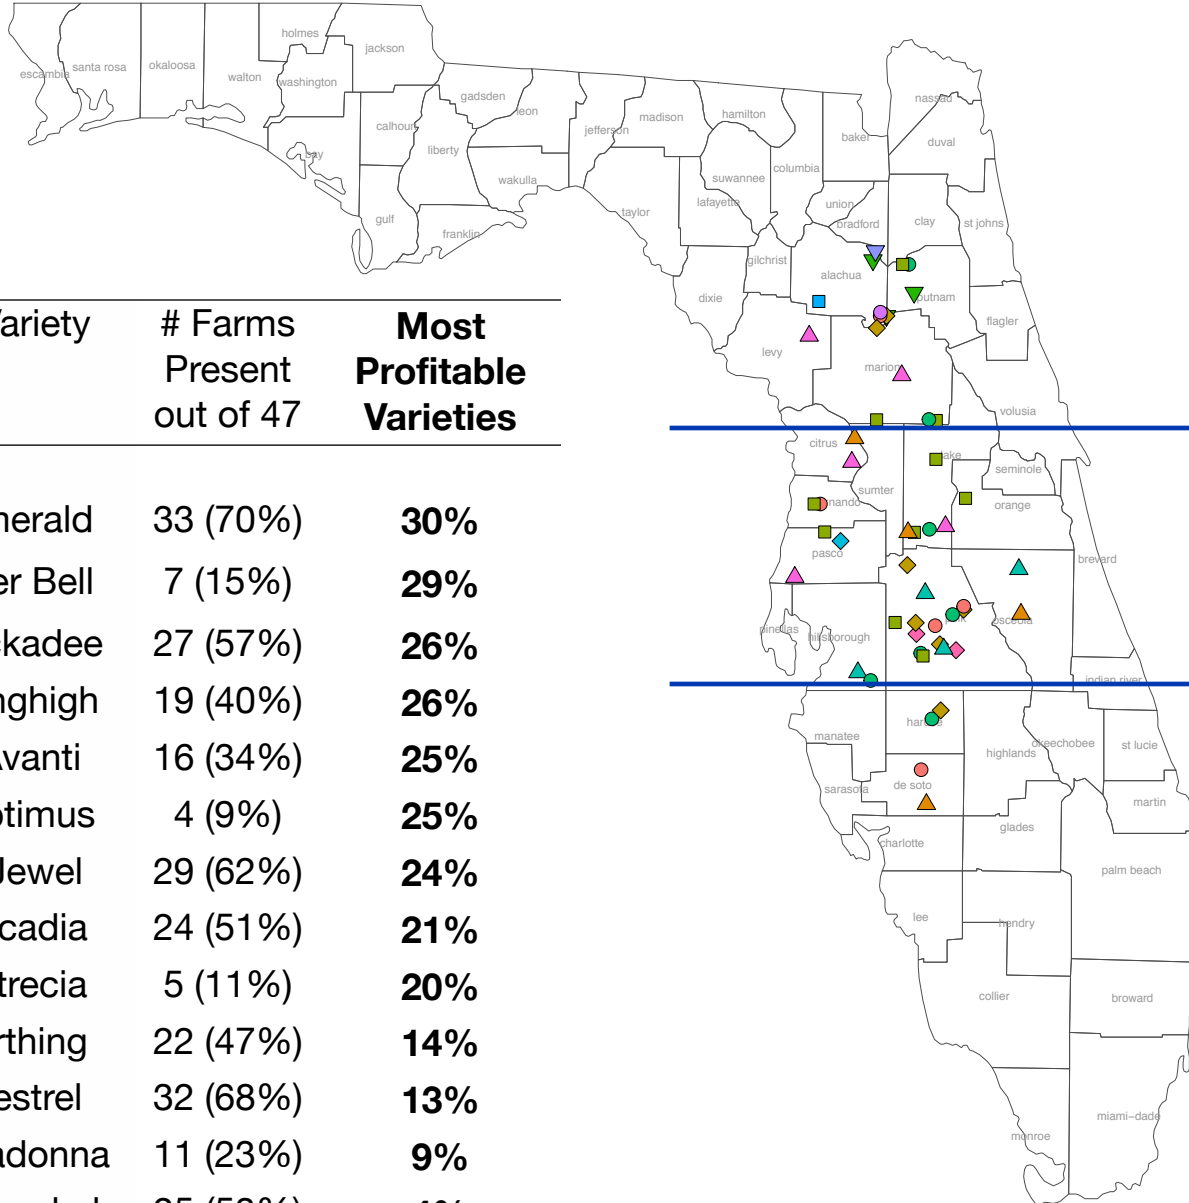 holmes
jackson
escambia
santa rosa
okaloosa
walton
washington
gadsden
leon
calhoun
liberty
bay
wakulla
gulf
franklin
jefferson
madison
hamilton
taylor
lafayette
suwannee
columbia
baker
nassau
duval
union
bradford
clay
st johns
gilchrist
alachua
dixie
putnam
flagler
levy
marion
volusia
citrus
lake
seminole
sumter
nando
orange
pasco
brevard
pinellas
hillsborough
osceola
indian river
manatee
highlands
okeechobee
st lucie
sarasota
de soto
martin
charlotte
glades
palm beach
lee
hendry
collier
broward
miami-dade
monroe
ariety # Farms Present out of 47 Most Profitable Varieties
nerald 33 (70%) 30%
er Bell 7 (15%) 29%
ckadee 27 (57%) 26%
nghigh 19 (40%) 26%
Avanti 16 (34%) 25%
otimus 4 (9%) 25%
Jewel 29 (62%) 24%
cadia 24 (51%) 21%
trecia 5 (11%) 20%
rthing 22 (47%) 14%
estrel 32 (68%) 13%
adonna 11 (23%) 9%